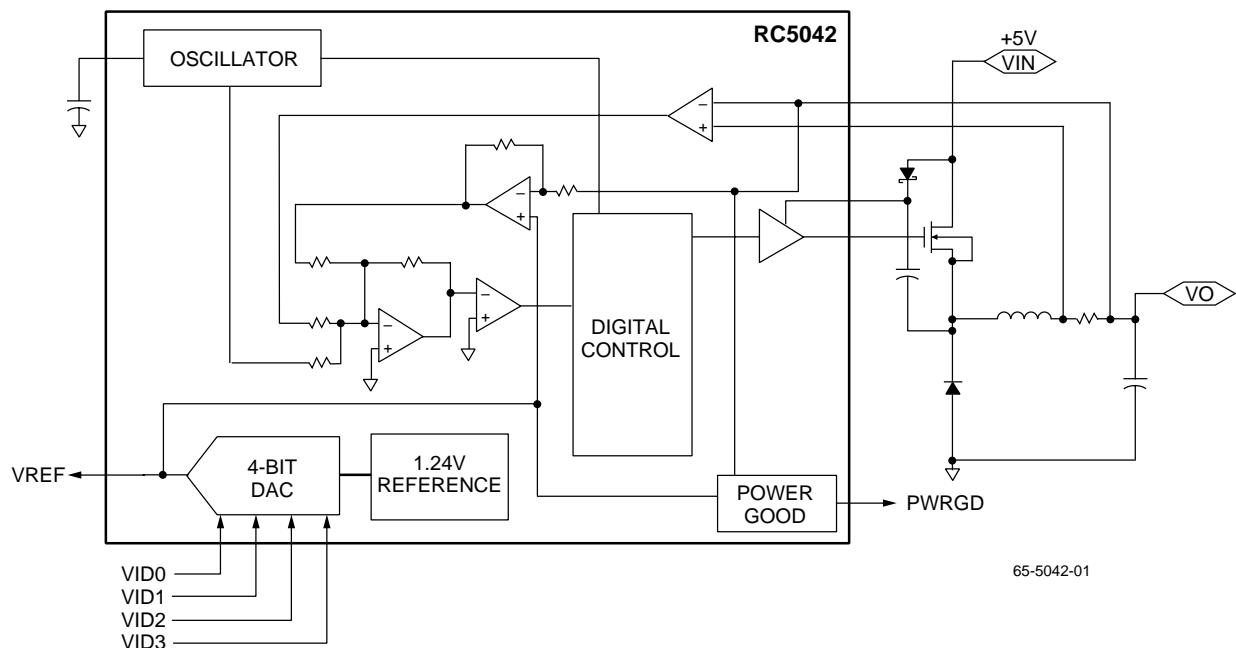 RC5042
OSCILLATOR
+5V
VIN
–
+
–
+
–
+
–
+
DIGITAL
CONTROL
VO
VREF
4-BIT
DAC
1.24V
REFERENCE
POWER
GOOD
PWRGD
VID0
VID1
VID2
VID3
65-5042-01